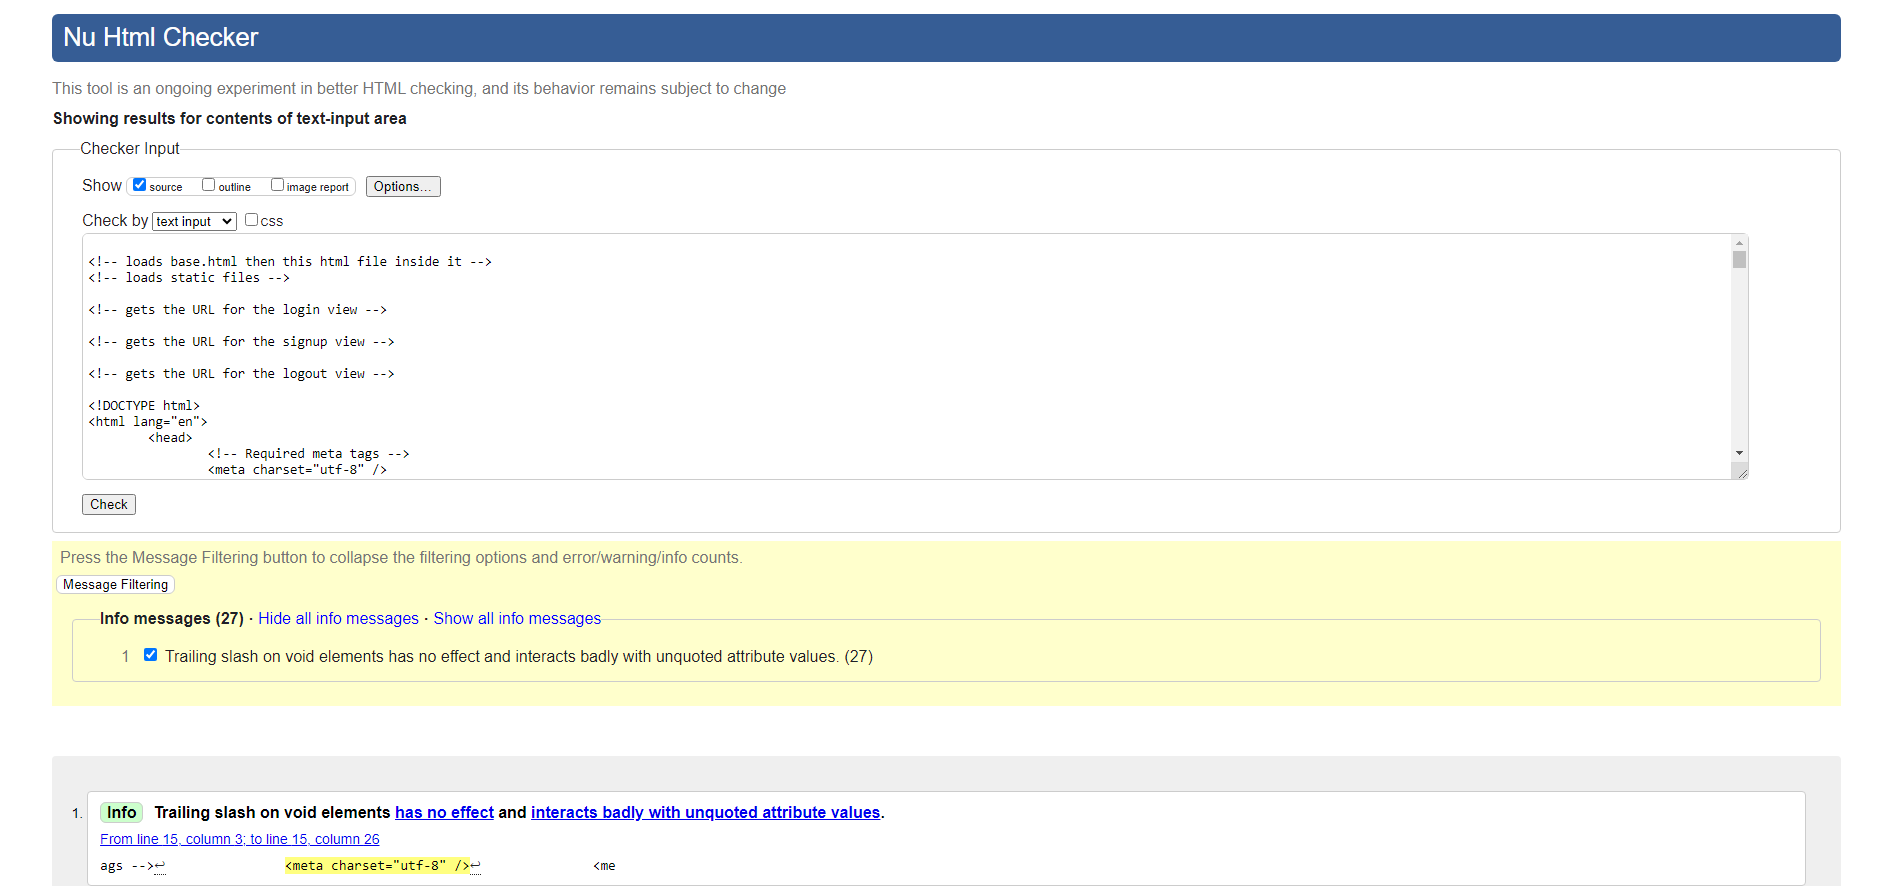 Nu Html Checker
This tool is an ongoing experiment in better HTML checking, and its behavior remains subject to change
Showing results for contents of text-input area
Checker Input
Show source outline image report Options...
Check by text input css
<!-- loads base.html then this html file inside it -->
<!-- loads static files -->
<!-- gets the URL for the login view -->
<!-- gets the URL for the signup view -->
<!-- gets the URL for the logout view -->
<!DOCTYPE html>
<html lang="en">
<head>
<!-- Required meta tags -->
<meta charset="utf-8" />
Check
Press the Message Filtering button to collapse the filtering options and error/warning/info counts.
Message Filtering
Info messages (27) · Hide all info messages · Show all info messages
1 Trailing slash on void elements has no effect and interacts badly with unquoted attribute values. (27)
1. Info Trailing slash on void elements has no effect and interacts badly with unquoted attribute values.
From line 15, column 3; to line 15, column 26
ags -->↩ <meta charset="utf-8" />↩ <me